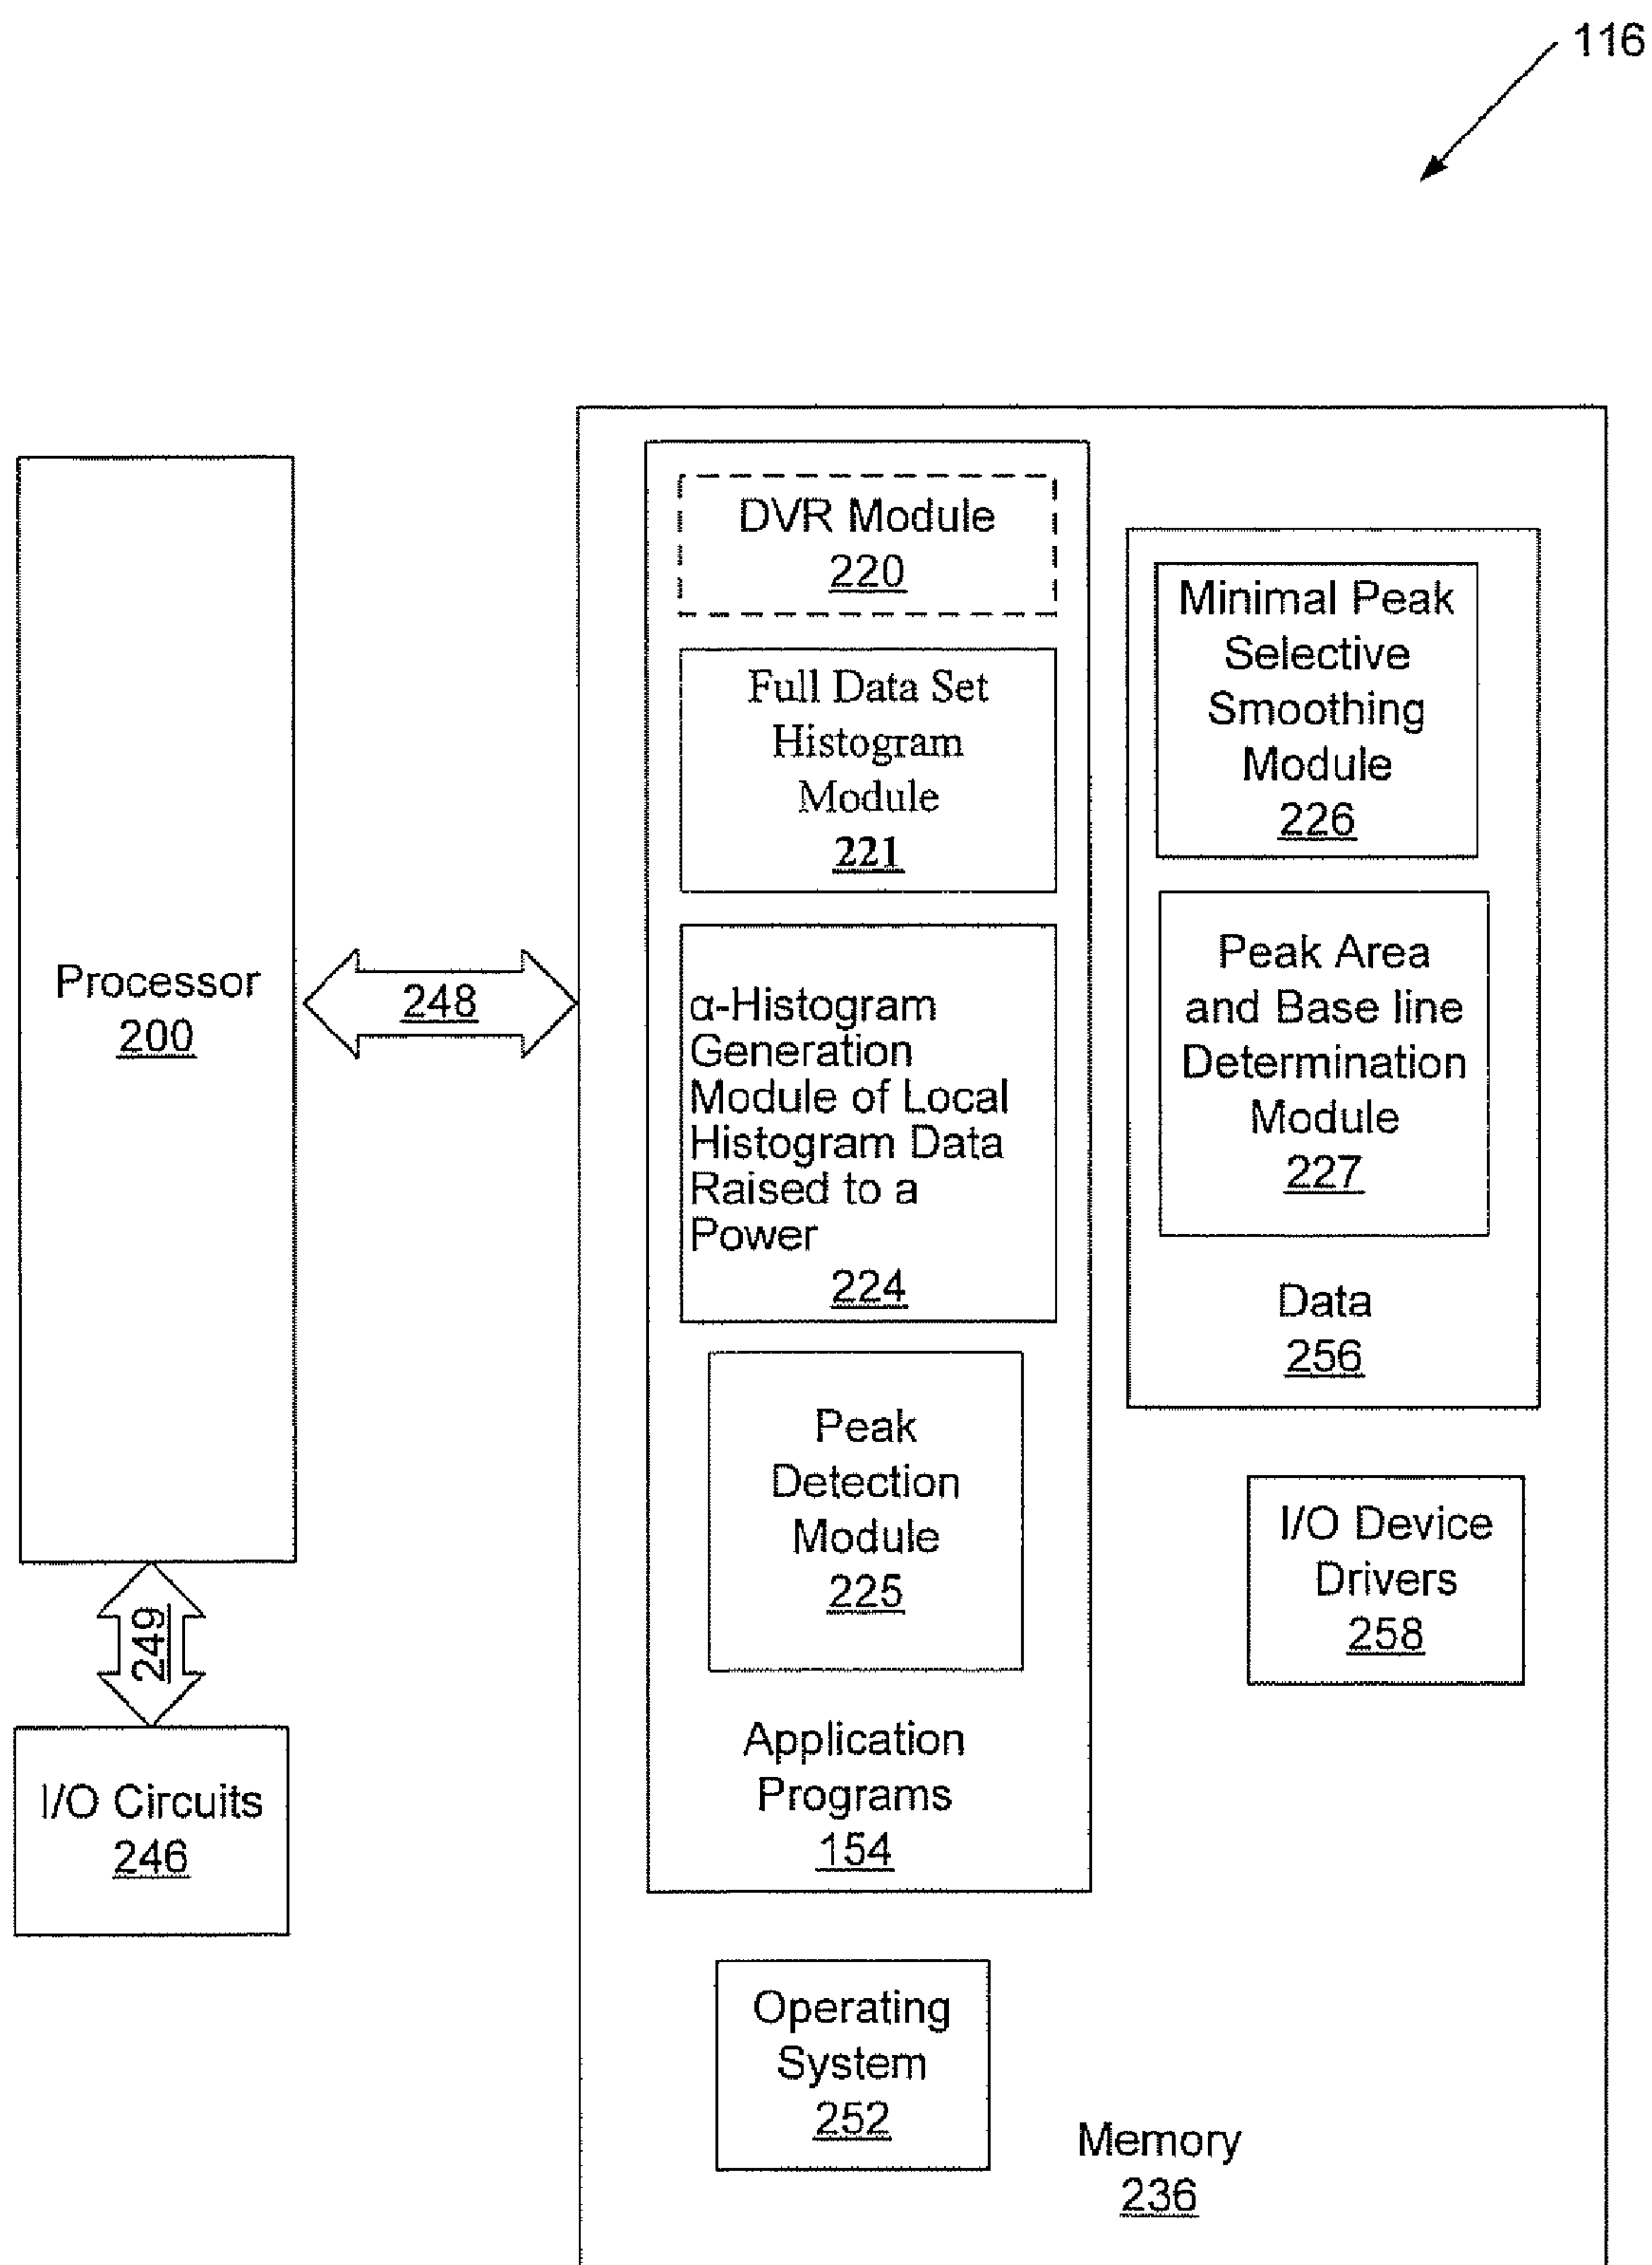 116
DVR Module
220
Full Data Set
Histogram
Module
221
α-Histogram
Generation
Module of Local
Histogram Data
Raised to a
Power
224
Peak
Detection
Module
225
Application
Programs
154
Minimal Peak
Selective
Smoothing
Module
226
Peak Area
and Base line
Determination
Module
227
Data
256
Processor
200
248
249
I/O Circuits
246
I/O Device
Drivers
258
Operating
System
252
Memory
236